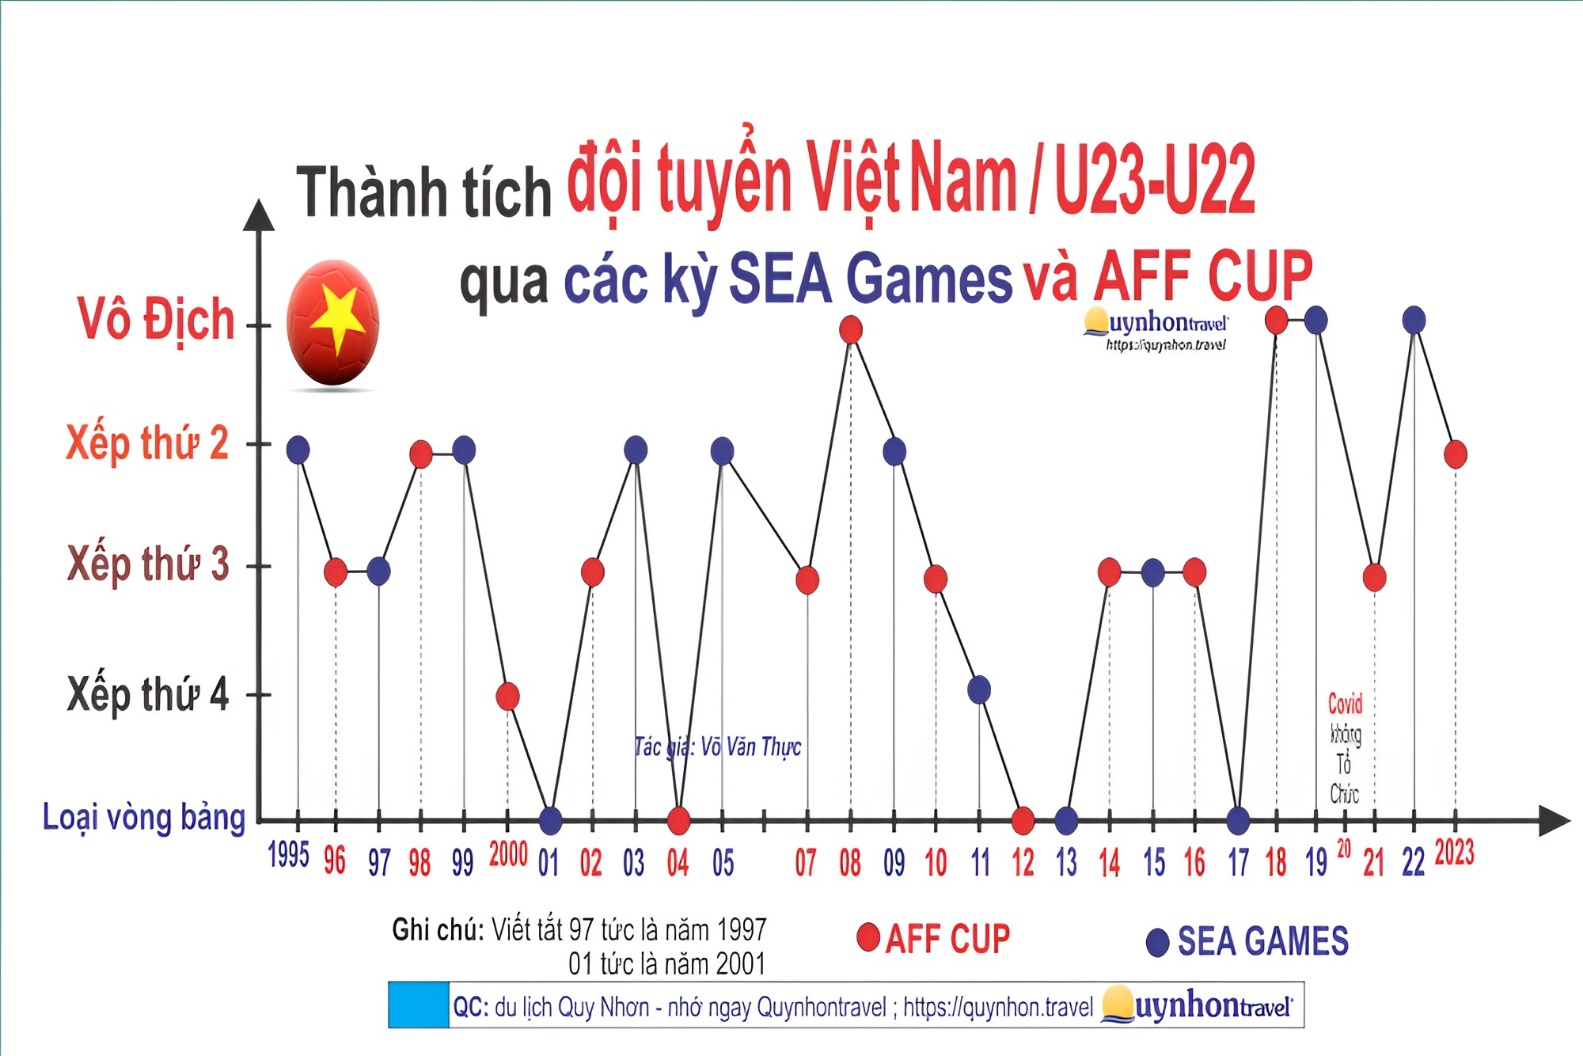 Thành tích đội tuyển Việt Nam / U23-U22
qua các kỳ SEA Games và AFF CUP
uynhontravel
https://quynhon.travel
Vô Địch
Xếp thứ 2
Xếp thứ 3
Xếp thứ 4
Loại vòng bảng
Tác giả: Võ Văn Thực
Covid
không
Tổ
Chức
1995 96 97 98 99 2000 01 02 03 04 05 07 08 09 10 11 12 13 14 15 16 17 18 19 20 21 22 2023
Ghi chú: Viết tắt 97 tức là năm 1997
01 tức là năm 2001
AFF CUP
SEA GAMES
QC: du lịch Quy Nhơn - nhớ ngay Quynhontravel ; https://quynhon.travel uynhontravel